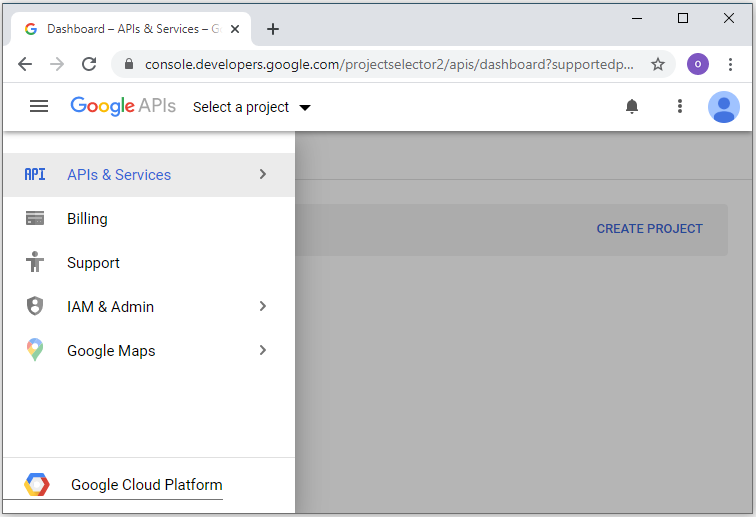 Dashboard – APIs & Services – G
console.developers.google.com/projectselector2/apis/dashboard?supportedp...
O
Google APIs
Select a project
API APIs & Services
Billing
CREATE PROJECT
Support
IAM & Admin
Google Maps
Google Cloud Platform